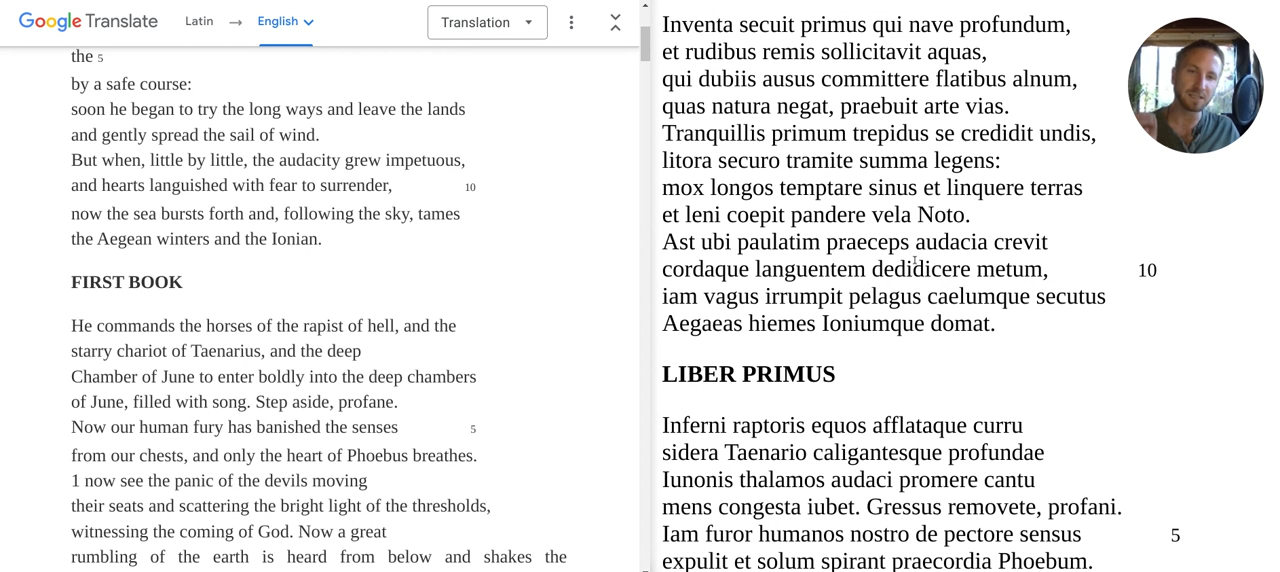 Google Translate
Latin
→
English
Translation
the 5
by a safe course:
soon he began to try the long ways and leave the lands
and gently spread the sail of wind.
But when, little by little, the audacity grew impetuous,
and hearts languished with fear to surrender, 10
now the sea bursts forth and, following the sky, tames
the Aegean winters and the Ionian.
FIRST BOOK
He commands the horses of the rapist of hell, and the
starry chariot of Taenarius, and the deep
Chamber of June to enter boldly into the deep chambers
of June, filled with song. Step aside, profane.
Now our human fury has banished the senses 5
from our chests, and only the heart of Phoebus breathes.
1 now see the panic of the devils moving
their seats and scattering the bright light of the thresholds,
witnessing the coming of God. Now a great
rumbling of the earth is heard from below and shakes the
Inventa secuit primus qui nave profundum,
et rudibus remis sollicitavit aquas,
qui dubiis ausus committere flatibus alnum,
quas natura negat, praebuit arte vias.
Tranquillis primum trepidus se credidit undis,
litora securo tramite summa legens:
mox longos temptare sinus et linquere terras
et leni coepit pandere vela Noto.
Ast ubi paulatim praeceps audacia crevit
cordaque languentem dedidicere metum, 10
iam vagus irrumpit pelagus caelumque secutus
Aegaeas hiemes Ioniumque domat.
LIBER PRIMUS
Inferni raptoris equos afflataque curru
sidera Taenario caligantesque profundae
Iunonis thalamos audaci promere cantu
mens congesta iubet. Gressus removete, profani.
Iam furor humanos nostro de pectore sensus 5
expulit et solum spirant praecordia Phoebum.